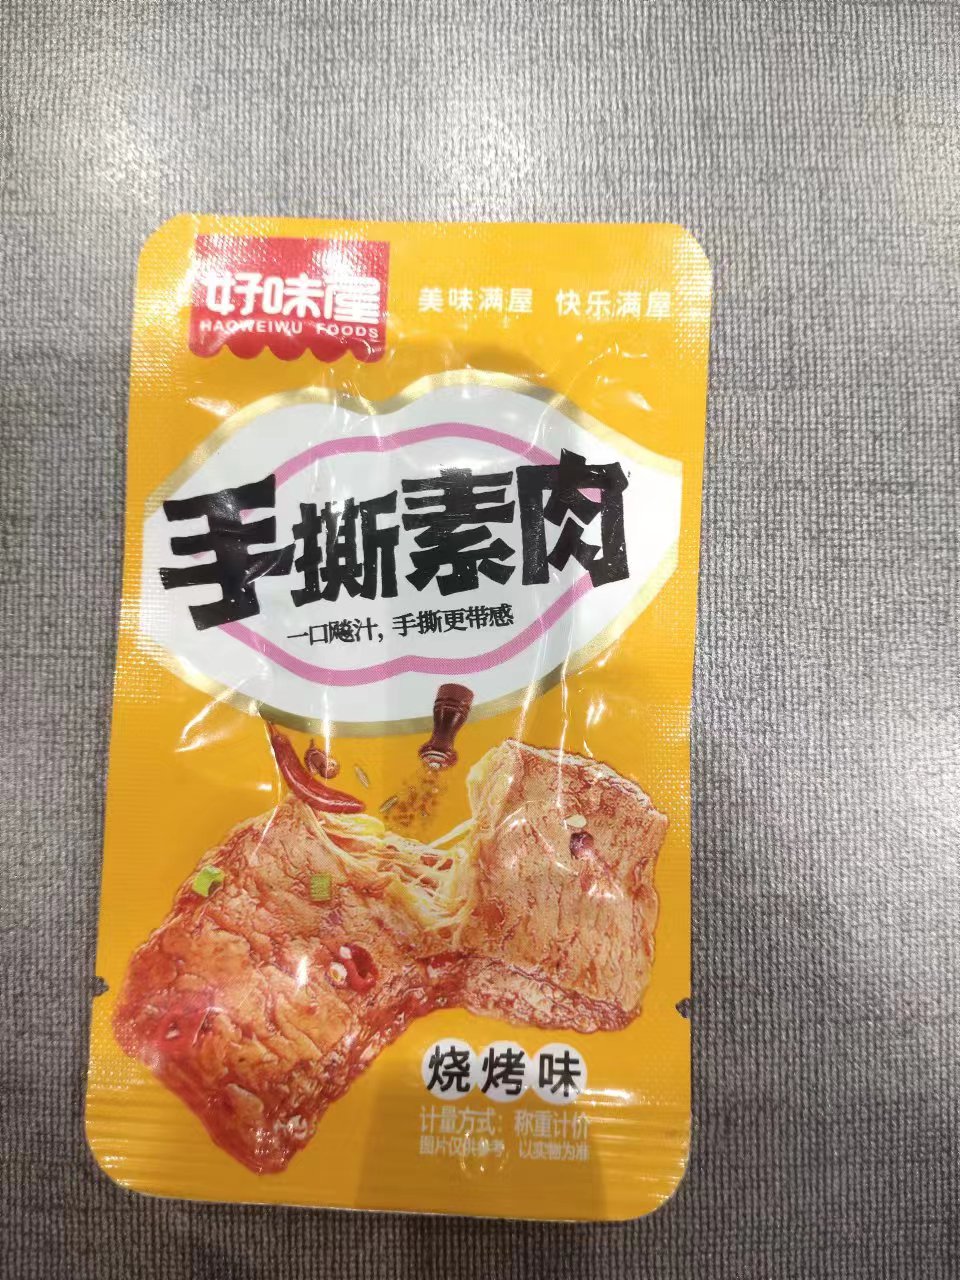 好味屋
HAOWEIWU FOODS
美味满屋 快乐满屋
手撕素肉
一口飚汁，手撕更带感
烧烤味
计量方式：称重计价
图片仅供参考，以实物为准